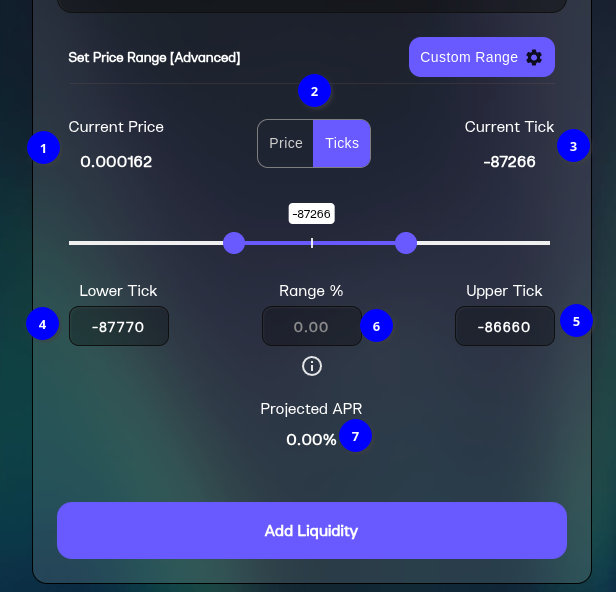 Set Price Range [Advanced]
Custom Range
2
Current Price
Price
Ticks
Current Tick
1
0.000162
-87266
3
-87266
Lower Tick
Range %
Upper Tick
4
-87770
0.00
6
-86660
5
Projected APR
0.00%
7
Add Liquidity